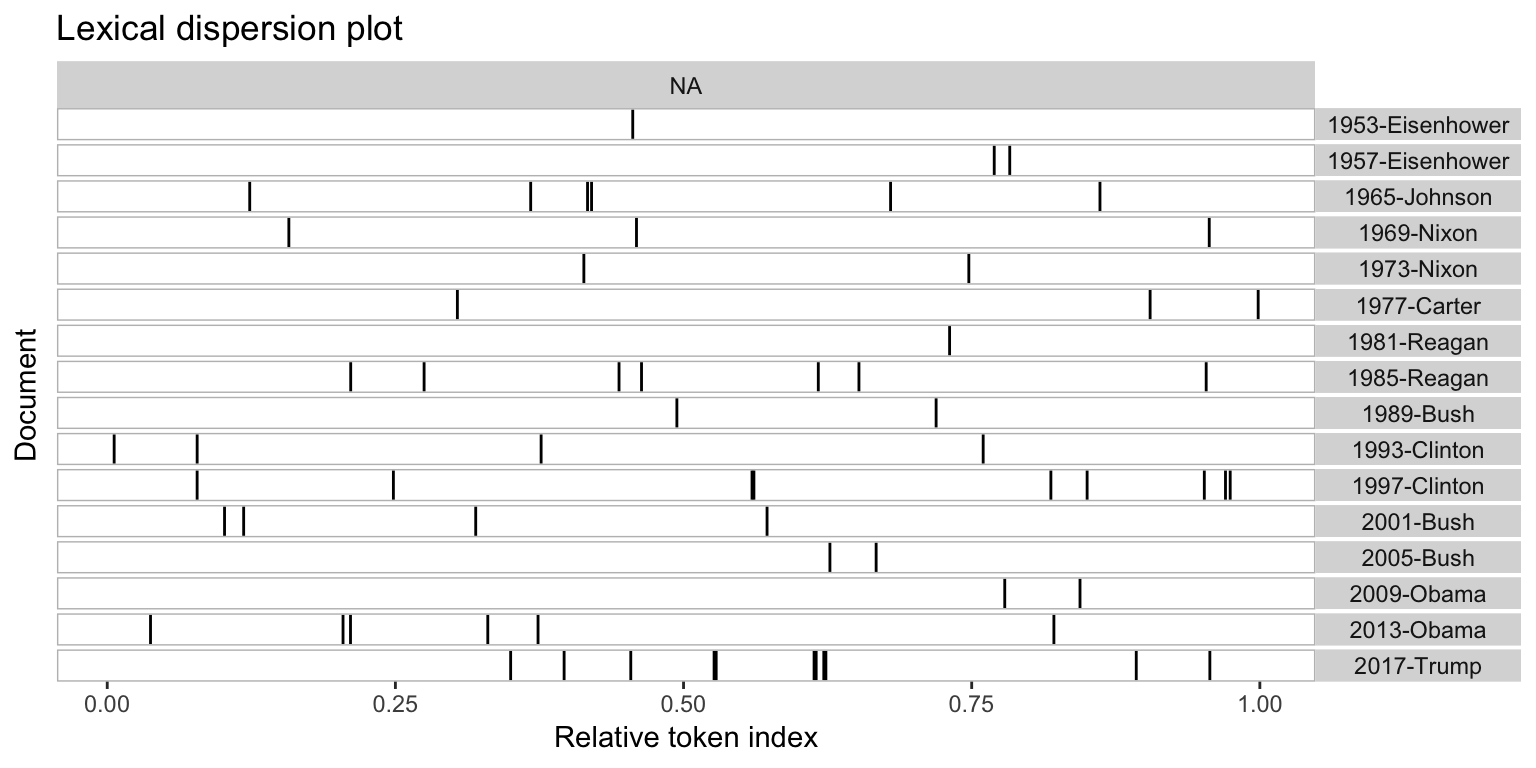 Lexical dispersion plot
NA
1953-Eisenhower
1957-Eisenhower
1965-Johnson
1969-Nixon
1973-Nixon
1977-Carter
1981-Reagan
1985-Reagan
1989-Bush
1993-Clinton
1997-Clinton
2001-Bush
2005-Bush
2009-Obama
2013-Obama
2017-Trump
Document
0.00 0.25 0.50 0.75 1.00
Relative token index